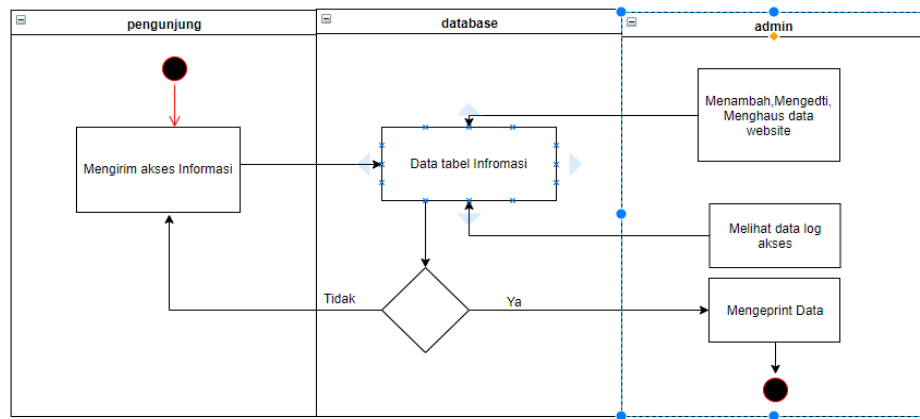 pengunjung
database
admin
Mengirim akses Informasi
Data tabel Infromasi
Menambah,Mengedti,
Menghaus data
website
Melihat data log
akses
Tidak
Ya
Mengeprint Data